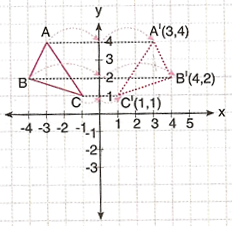 y
A A'(3,4)
4
3
B 2 B'(4,2)
C 1 C'(1,1)
-4 -3 -2 -1 1 2 3 4 5 x
-1
-2
-3